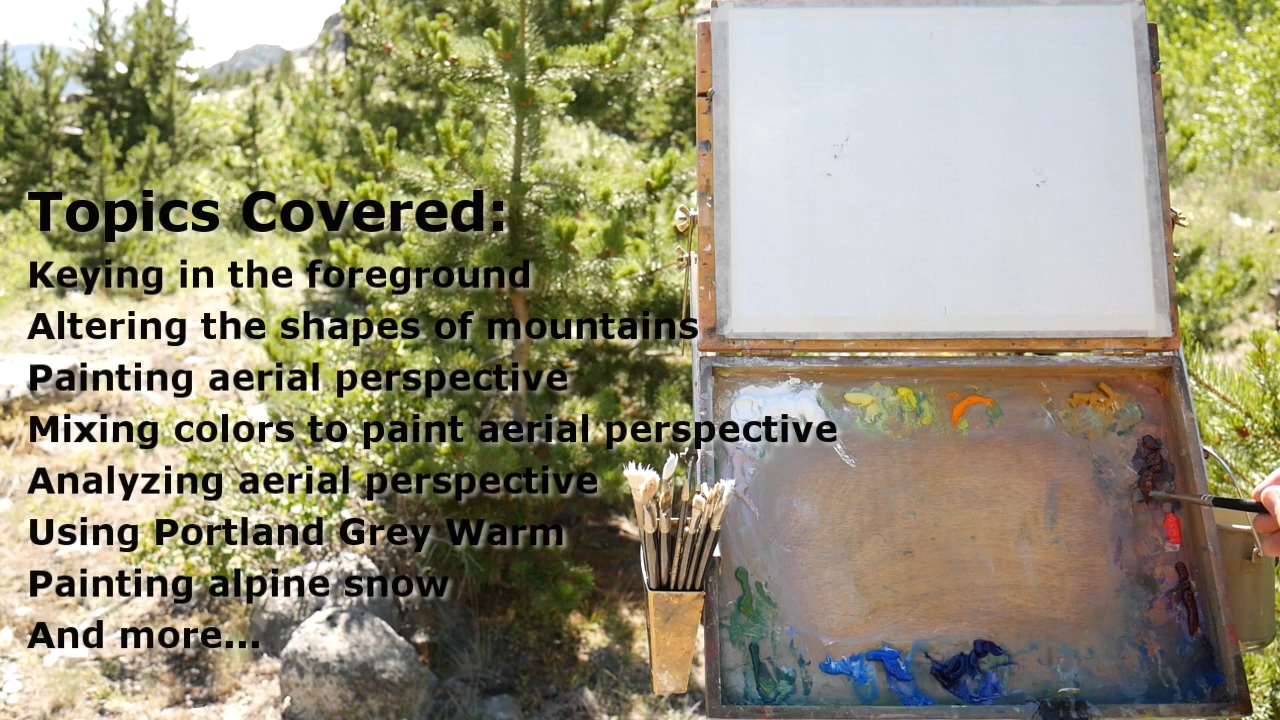 Topics Covered:
Keying in the foreground
Altering the shapes of mountains
Painting aerial perspective
Mixing colors to paint aerial perspective
Analyzing aerial perspective
Using Portland Grey Warm
Painting alpine snow
And more...